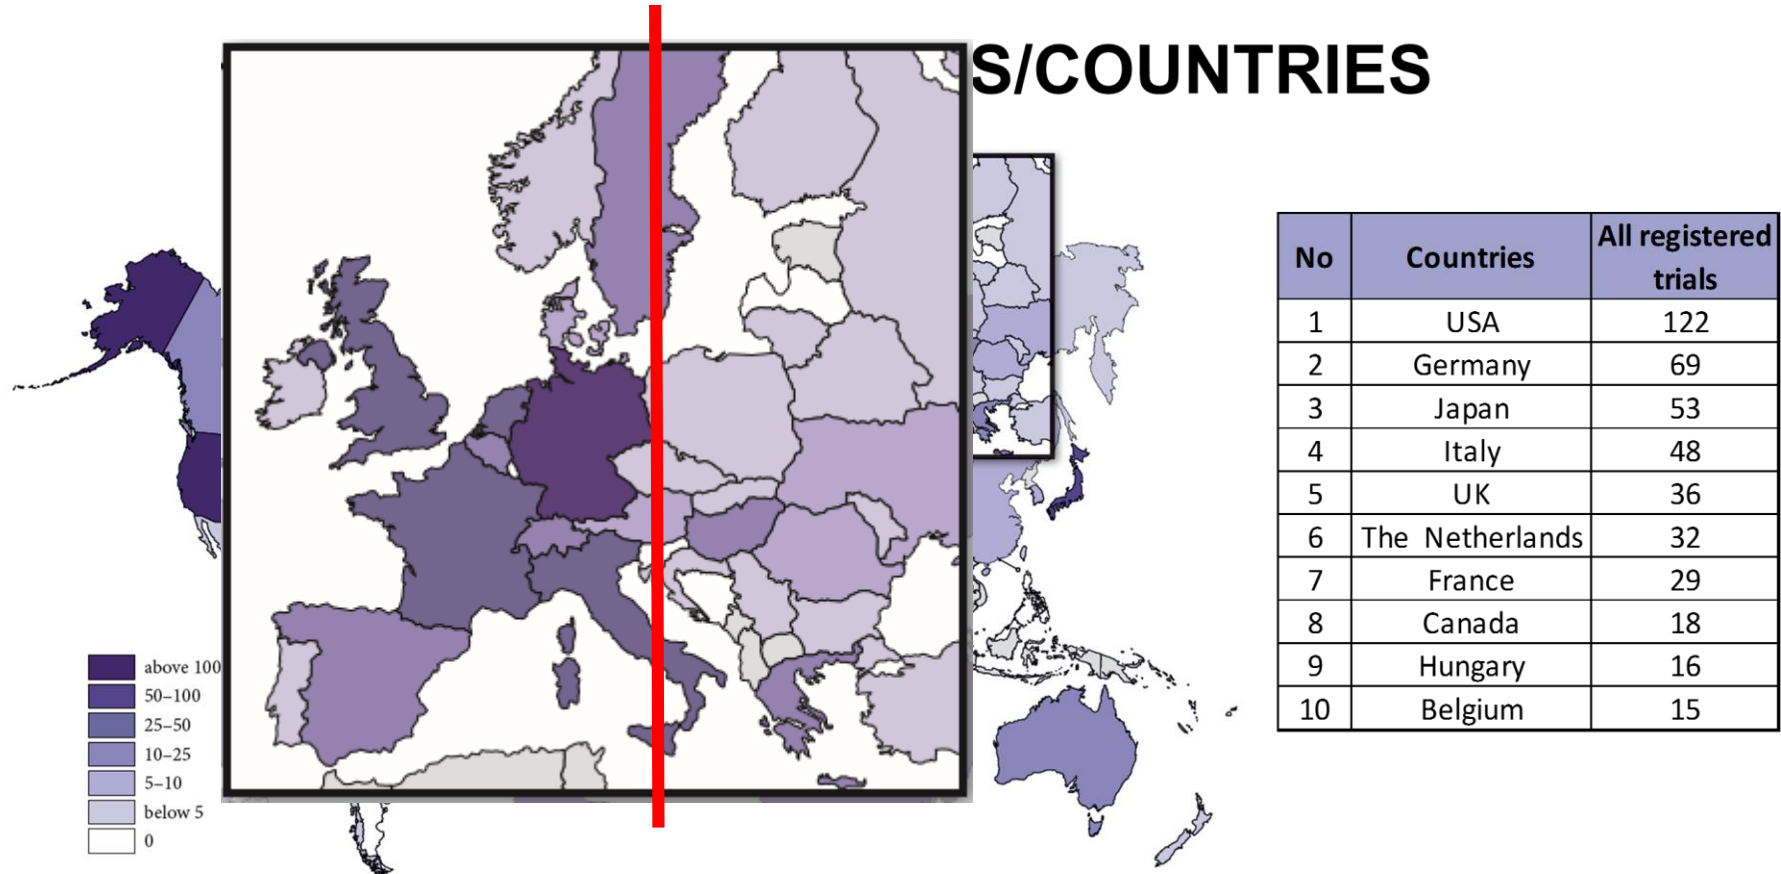 S/COUNTRIES
No Countries All registered trials
1 USA 122
2 Germany 69
3 Japan 53
4 Italy 48
5 UK 36
6 The Netherlands 32
7 France 29
8 Canada 18
9 Hungary 16
10 Belgium 15
above 100
50–100
25–50
10–25
5–10
below 5
0